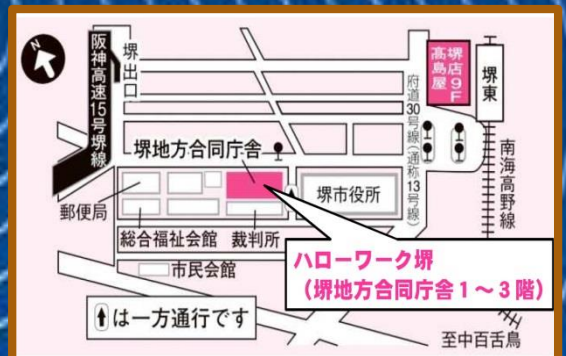 N
阪神高速15号堺線
堺出口
堺地方合同庁舎
郵便局
総合福祉会館
裁判所
市民会館
堺市役所
府道30号線(通称13号線)
高島屋
堺店9F
堺東
南海高野線
ハローワーク堺
(堺地方合同庁舎1~3階)
は一方通行です
至中百舌鳥